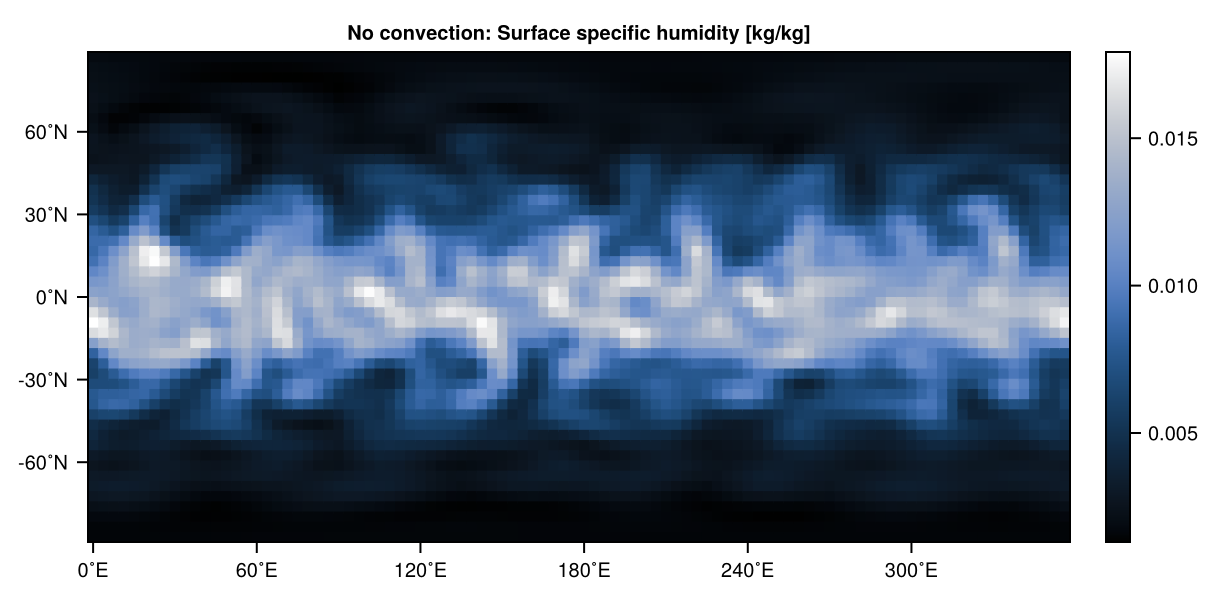 No convection: Surface specific humidity [kg/kg]
60˚N
30˚N
0˚N
-30˚N
-60˚N
0˚E
60˚E
120˚E
180˚E
240˚E
300˚E
0.015
0.010
0.005